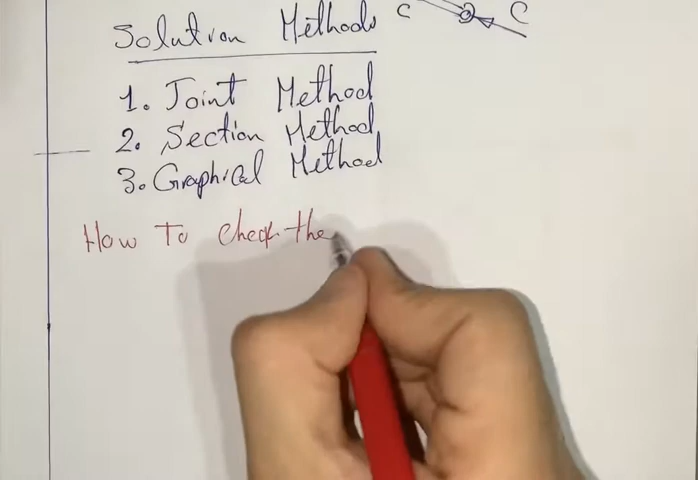 C C
Solution Methods
1. Joint Method
2. Section Method
3. Graphical Method
How To check the